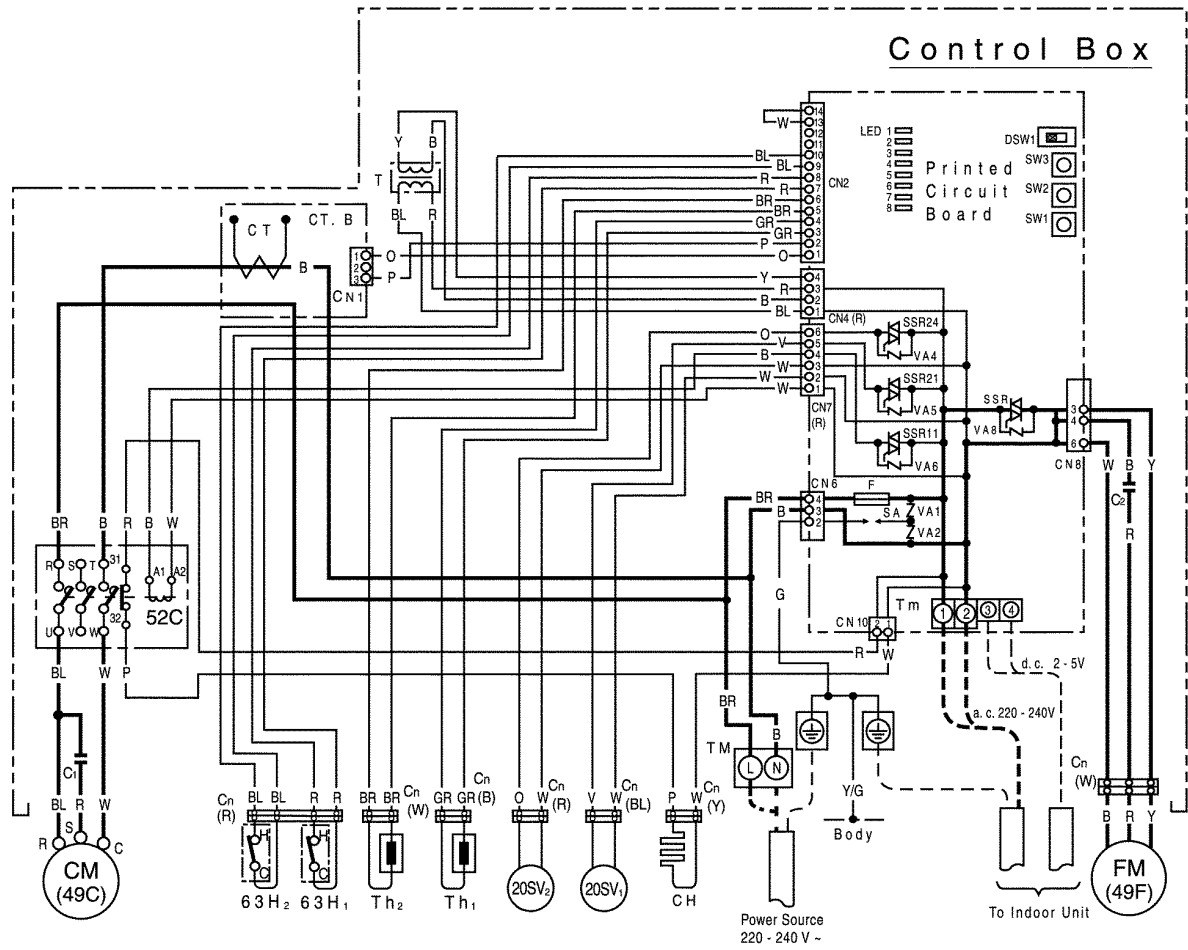 Control Box
LED 1
2
3
4
5
6
7
8
Printed
Circuit
Board
DSW1
SW3
SW2
SW1
14
13
12
11
10
9
8
7
6
5
4
3
2
1
CN2
W
BL
BL
R
R
BR
BR
GR
GR
P
O
Y B
T
BL R
CT
CT. B
B
1
2
3
O
P
CN1
Y
R
B
BL
4
3
2
1
CN4 (R)
O
V
B
W
W
W
6
5
4
3
2
1
CN7
(R)
SSR24
VA4
SSR21
VA5
SSR11
VA6
SSR
VA8
3
4
6
CN8
W B Y
C2
R
CN6
BR
B
4
3
2
F
SA
VA1
VA2
G
Tm
1 2 3 4
CN10
2 1
R W
d.c. 2 - 5V
a.c. 220 - 240V
BR B R B W
R S T 31
A1 A2
32
52C
U V W
BL W P
C1
BL R W
R S C
CM
(49C)
BR
B
TM
L N
Y/G
Body
Cn
(R)
BL BL R R
H
C
H
C
63H2
63H1
BR BR
Cn
(W)
Th2
GR GR
Cn
(B)
Th1
O W
Cn
(R)
20SV2
V W
Cn
(BL)
20SV1
P W
Cn
(Y)
CH
Power Source
220 - 240 V ~
To Indoor Unit
Cn
(W)
B R Y
FM
(49F)